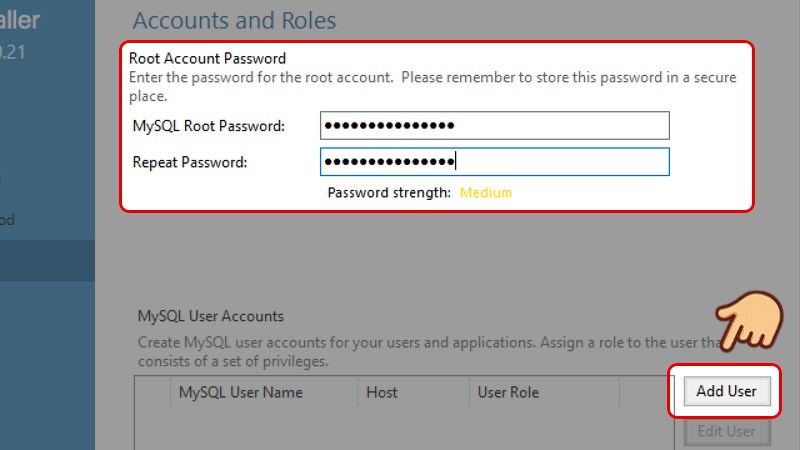 aller
Accounts and Roles
0.21
Root Account Password
Enter the password for the root account. Please remember to store this password in a secure
place.
MySQL Root Password: ●●●●●●●●●●●●●●●
Repeat Password: ●●●●●●●●●●●●●●●
Password strength: Medium
od
MySQL User Accounts
Create MySQL user accounts for your users and applications. Assign a role to the user tha
consists of a set of privileges.
MySQL User Name Host User Role Add User
Edit User